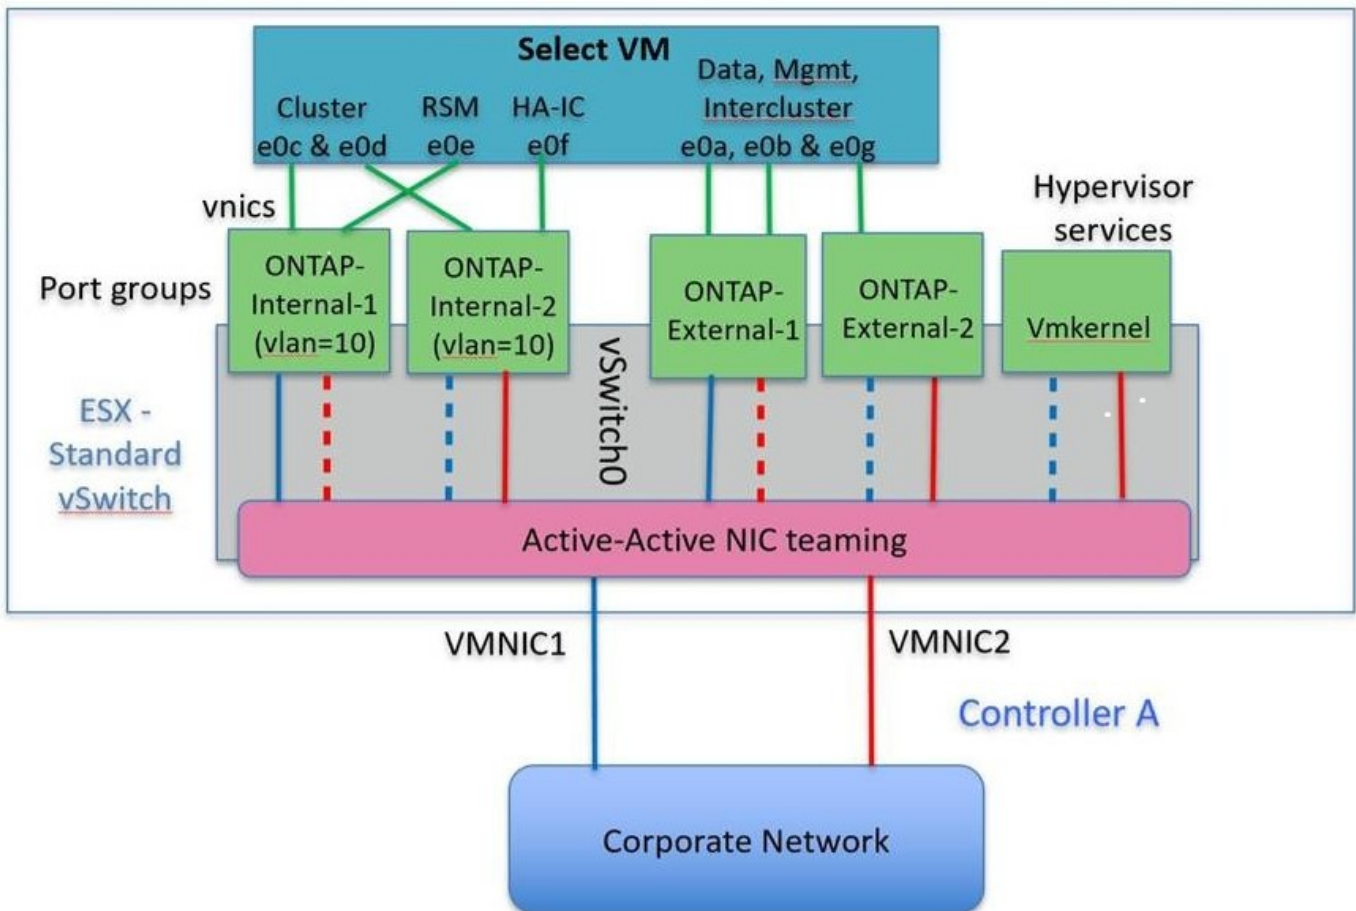 Select VM
Cluster
e0c & e0d
RSM
e0e
HA-IC
e0f
Data, Mgmt,
Intercluster
e0a, e0b & e0g
vnics
Hypervisor
services
Port groups
ONTAP-
Internal-1
(vlan=10)
ONTAP-
Internal-2
(vlan=10)
ONTAP-
External-1
ONTAP-
External-2
Vmkernel
vSwitch0
ESX -
Standard
vSwitch
Active-Active NIC teaming
VMNIC1
VMNIC2
Controller A
Corporate Network